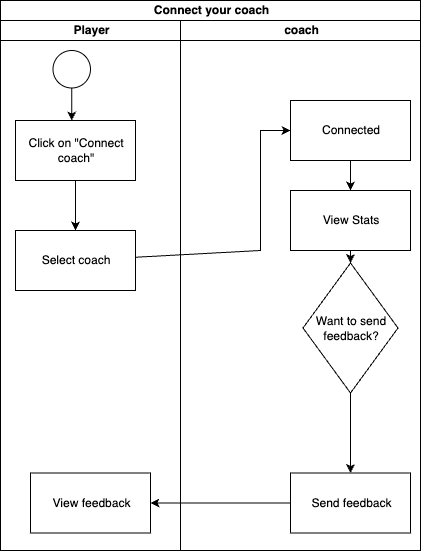 Connect your coach
Player
coach
Click on "Connect
coach"
Connected
Select coach
View Stats
Want to send
feedback?
View feedback
Send feedback